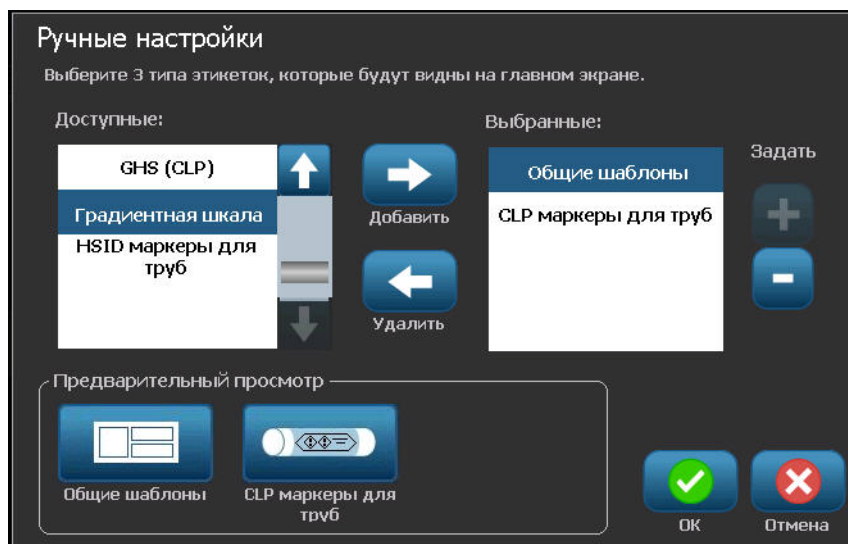 Ручные настройки
Выберите 3 типа этикеток, которые будут видны на главном экране.
Доступные:
Выбранные:
Задать
GHS (CLP)
Градиентная шкала
HSID маркеры для
труб
Добавить
Удалить
Общие шаблоны
CLP маркеры для труб
Предварительный просмотр
Общие шаблоны
CLP маркеры для
труб
OK
Отмена